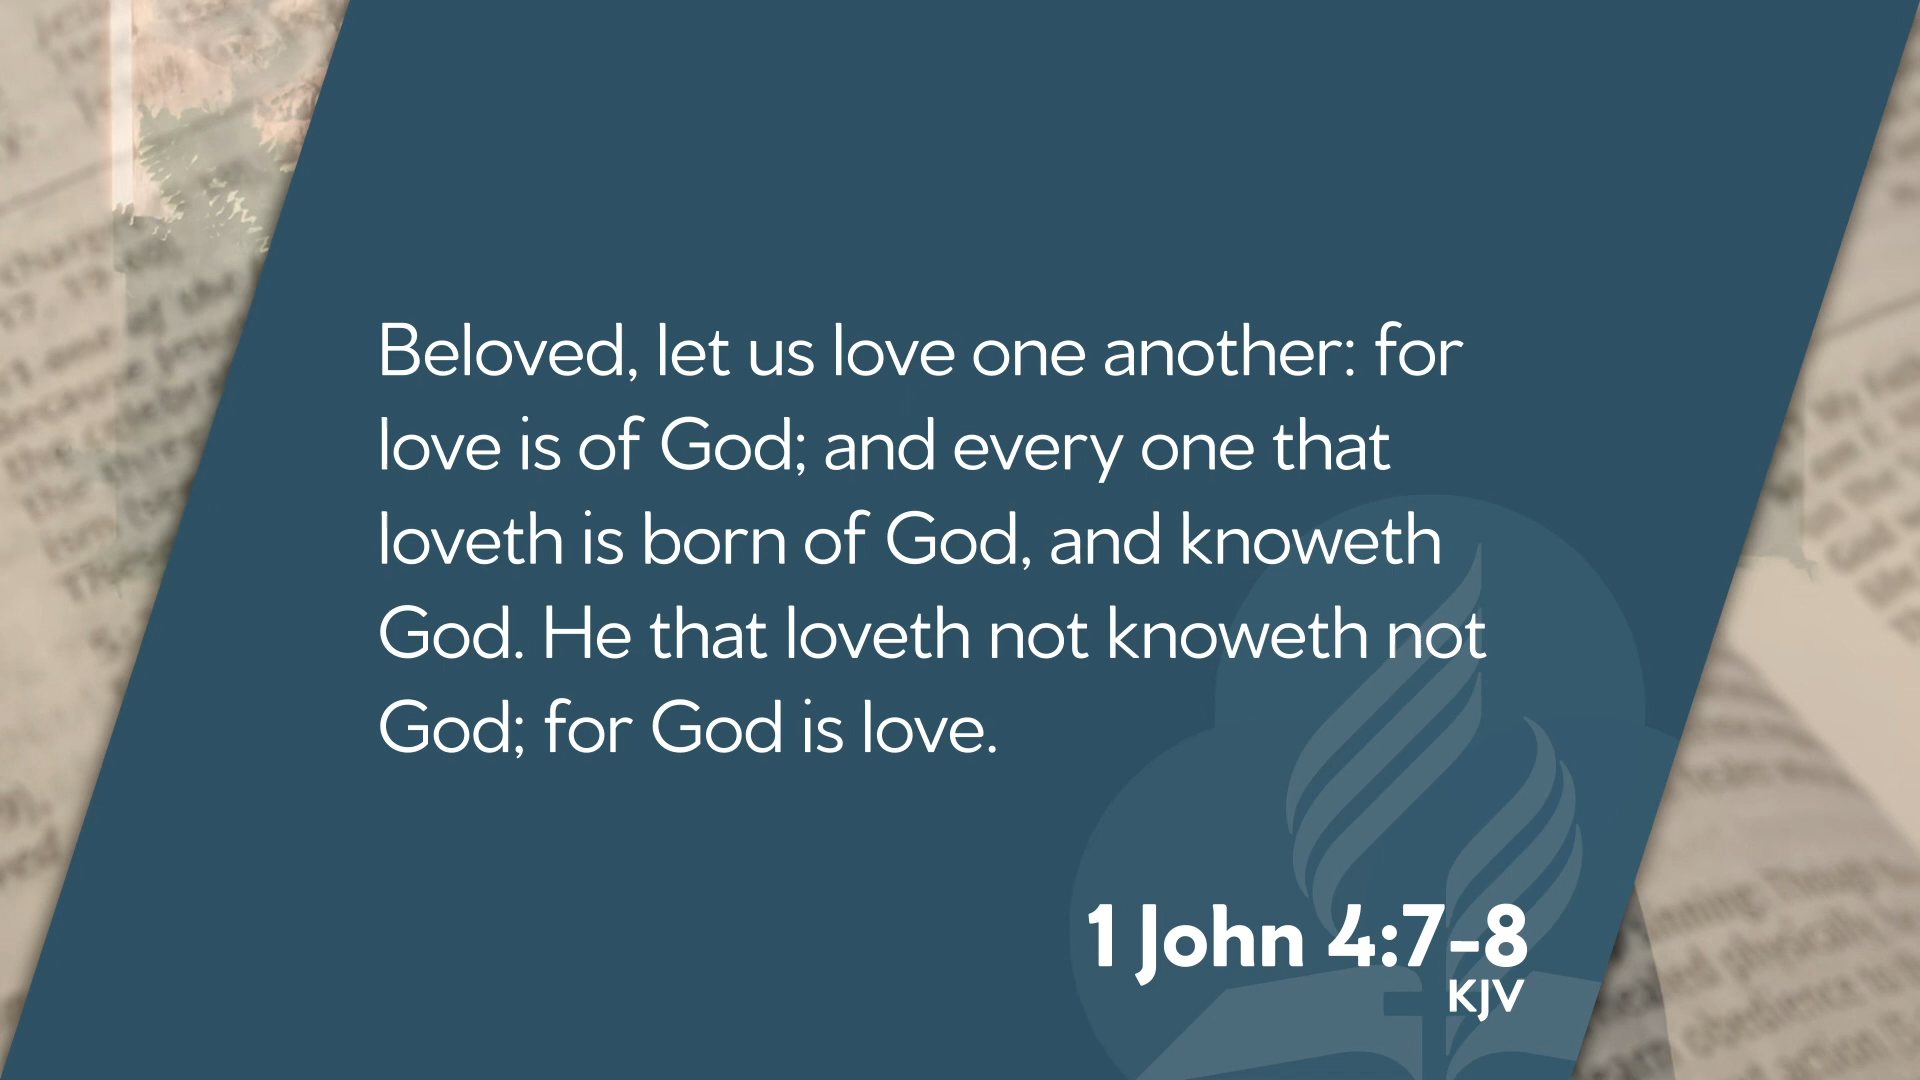 Beloved, let us love one another: for
love is of God; and every one that
loveth is born of God, and knoweth
God. He that loveth not knoweth not
God; for God is love.
1 John 4:7-8
KJV